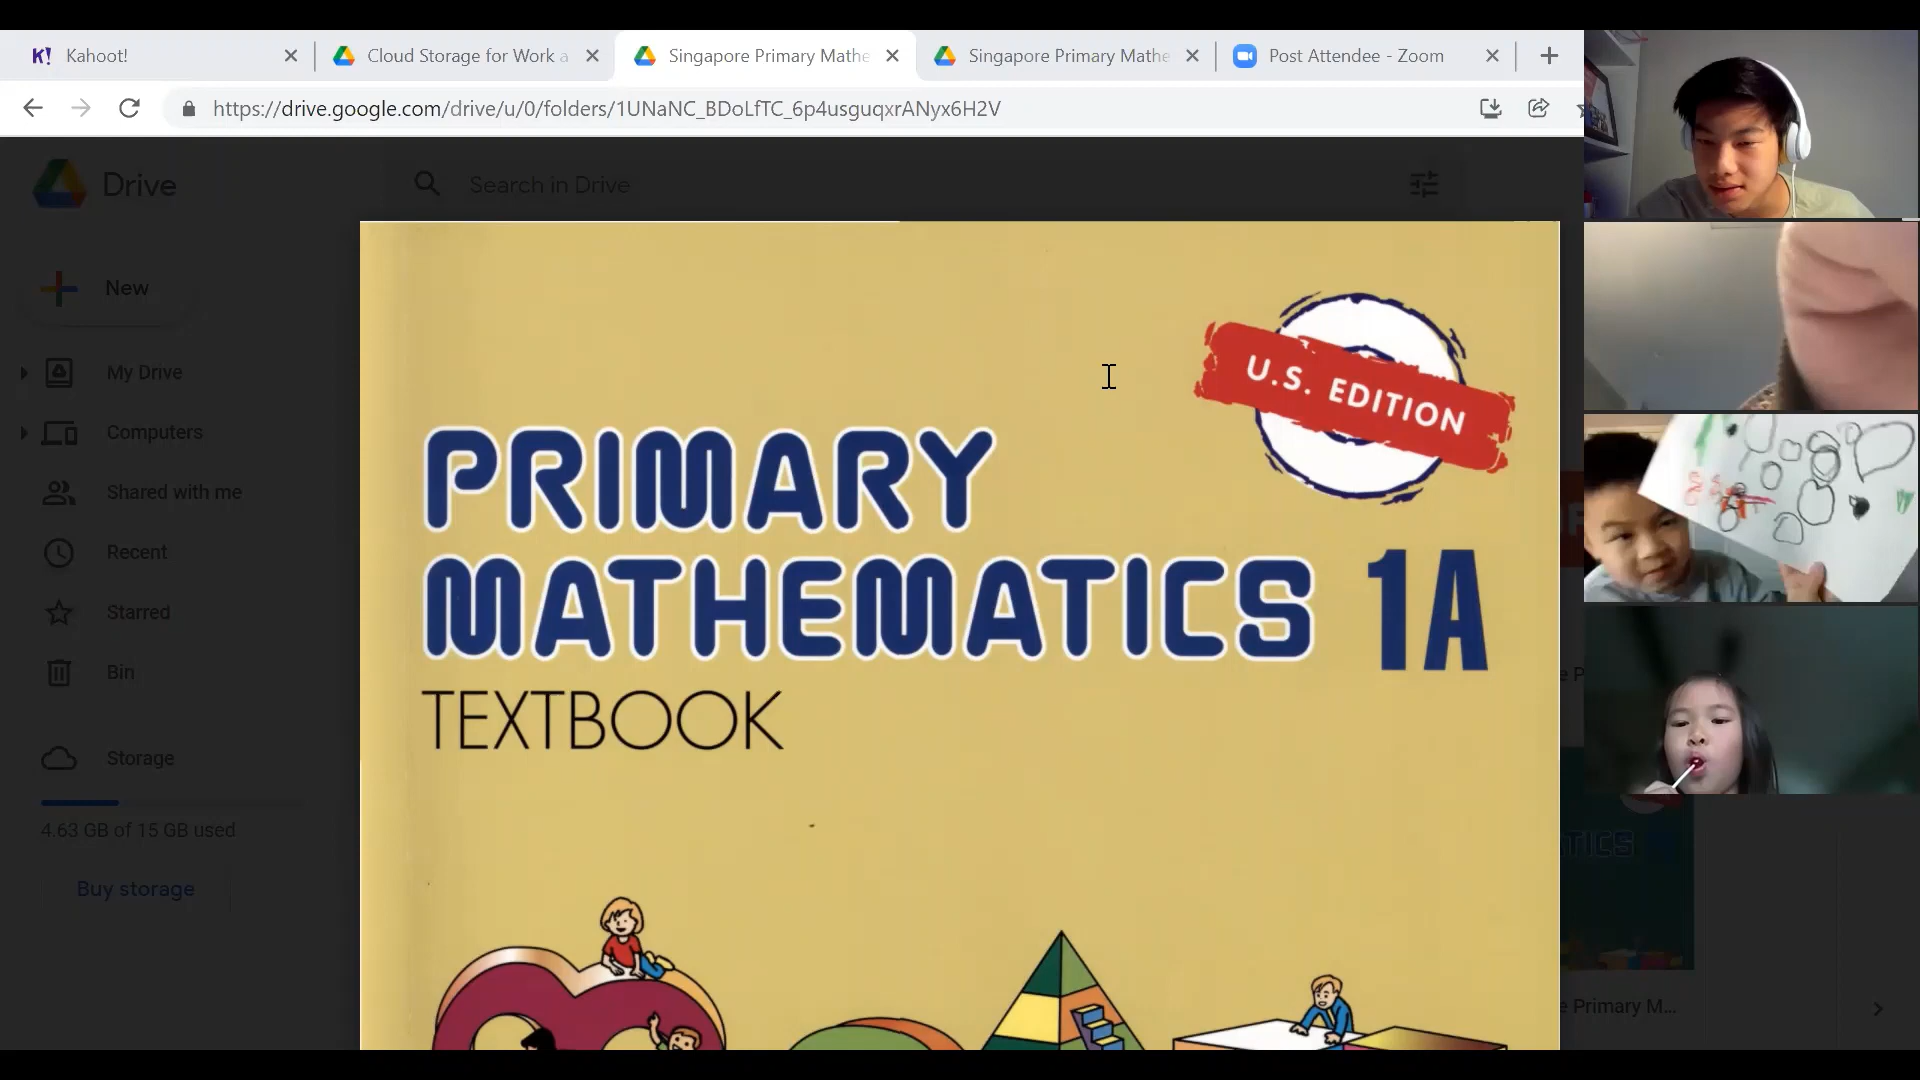 K! Kahoot!
Cloud Storage for Work a
Singapore Primary Mathe
Singapore Primary Mathe
Post Attendee - Zoom
https://drive.google.com/drive/u/0/folders/1UNaNC_BDoLfTC_6p4usguqxrANyx6H2V
Drive
Search in Drive
New
My Drive
Computers
Shared with me
Recent
Starred
Bin
Storage
4.63 GB of 15 GB used
Buy storage
U.S. EDITION
PRIMARY
MATHEMATICS 1A
TEXTBOOK
e P
TICS
e Primary M...